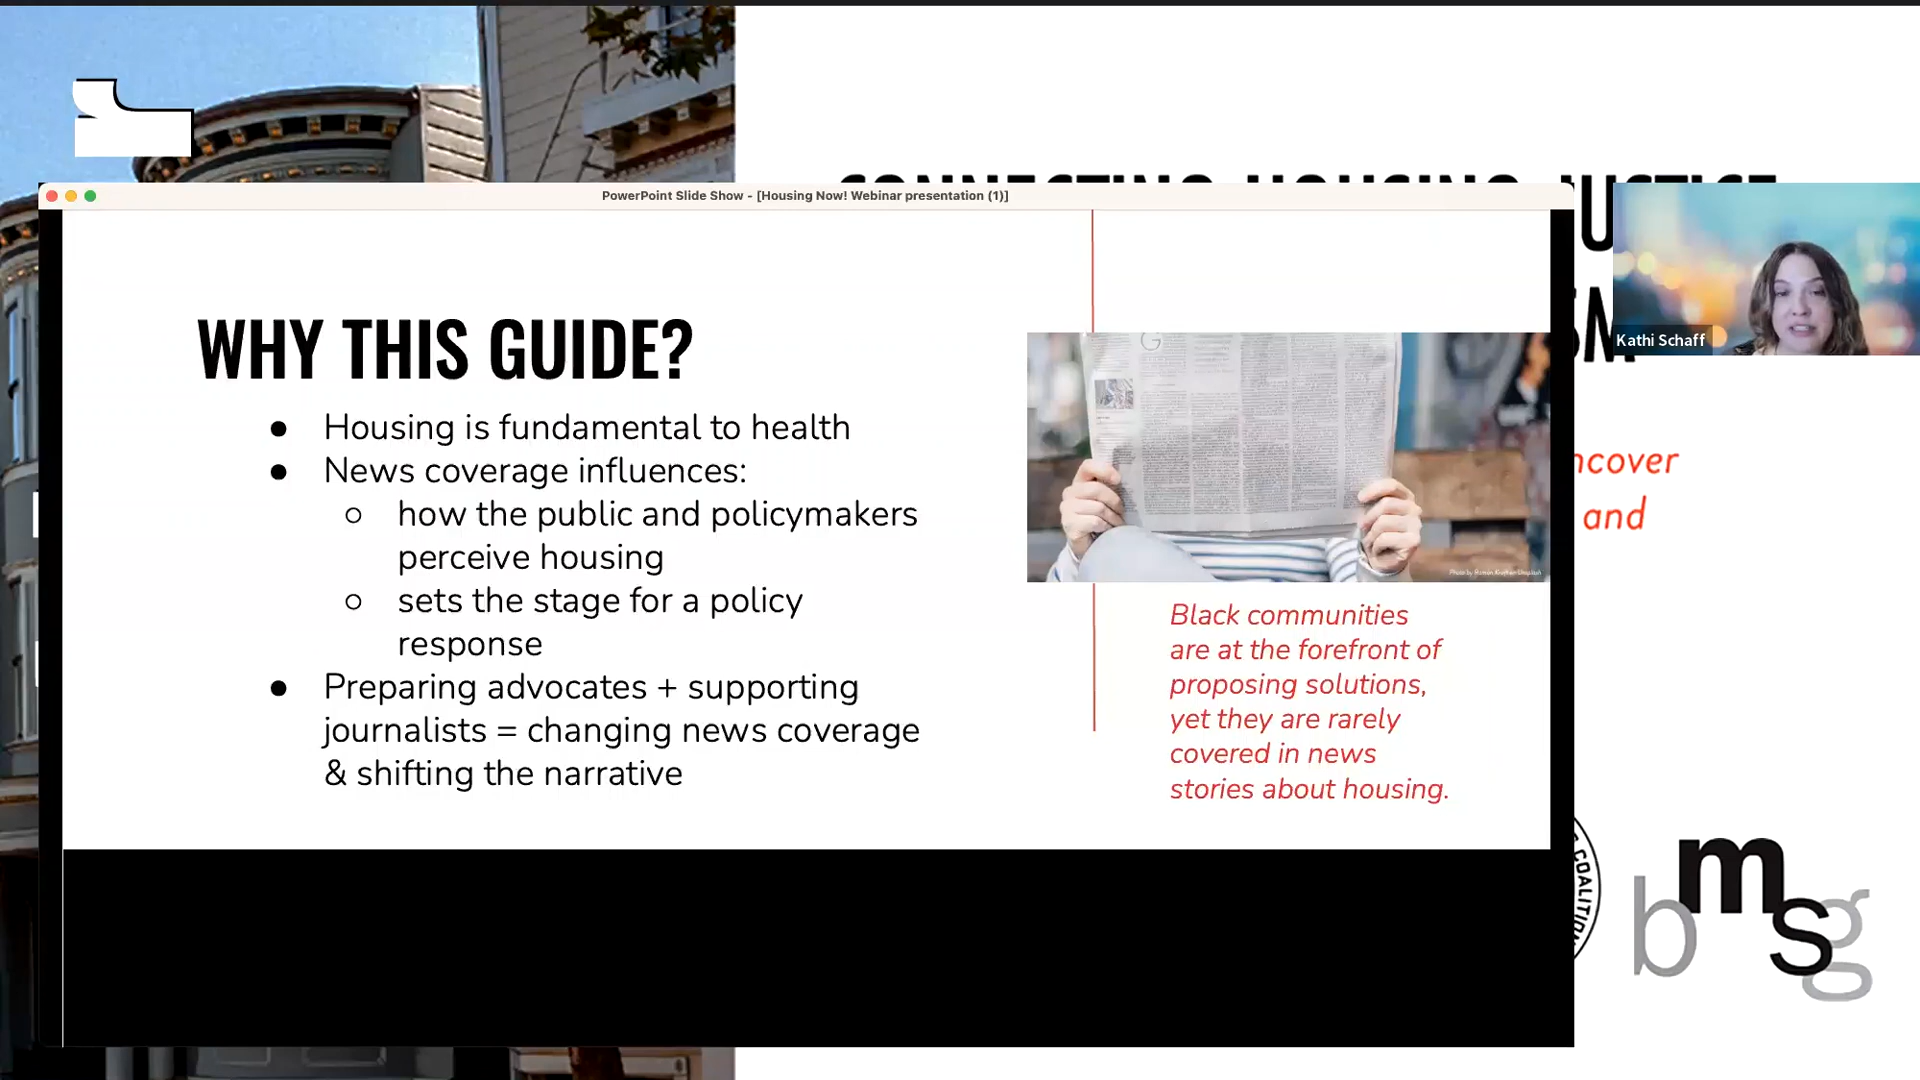 CONNECTING HOUSING JUSTICE
PowerPoint Slide Show - [Housing Now! Webinar presentation (1)]
WHY THIS GUIDE?
● Housing is fundamental to health
● News coverage influences:
○ how the public and policymakers
perceive housing
○ sets the stage for a policy
response
● Preparing advocates + supporting
journalists = changing news coverage
& shifting the narrative
Black communities
are at the forefront of
proposing solutions,
yet they are rarely
covered in news
stories about housing.
Kathi Schaff
ncover
and
COALITION
bmsg